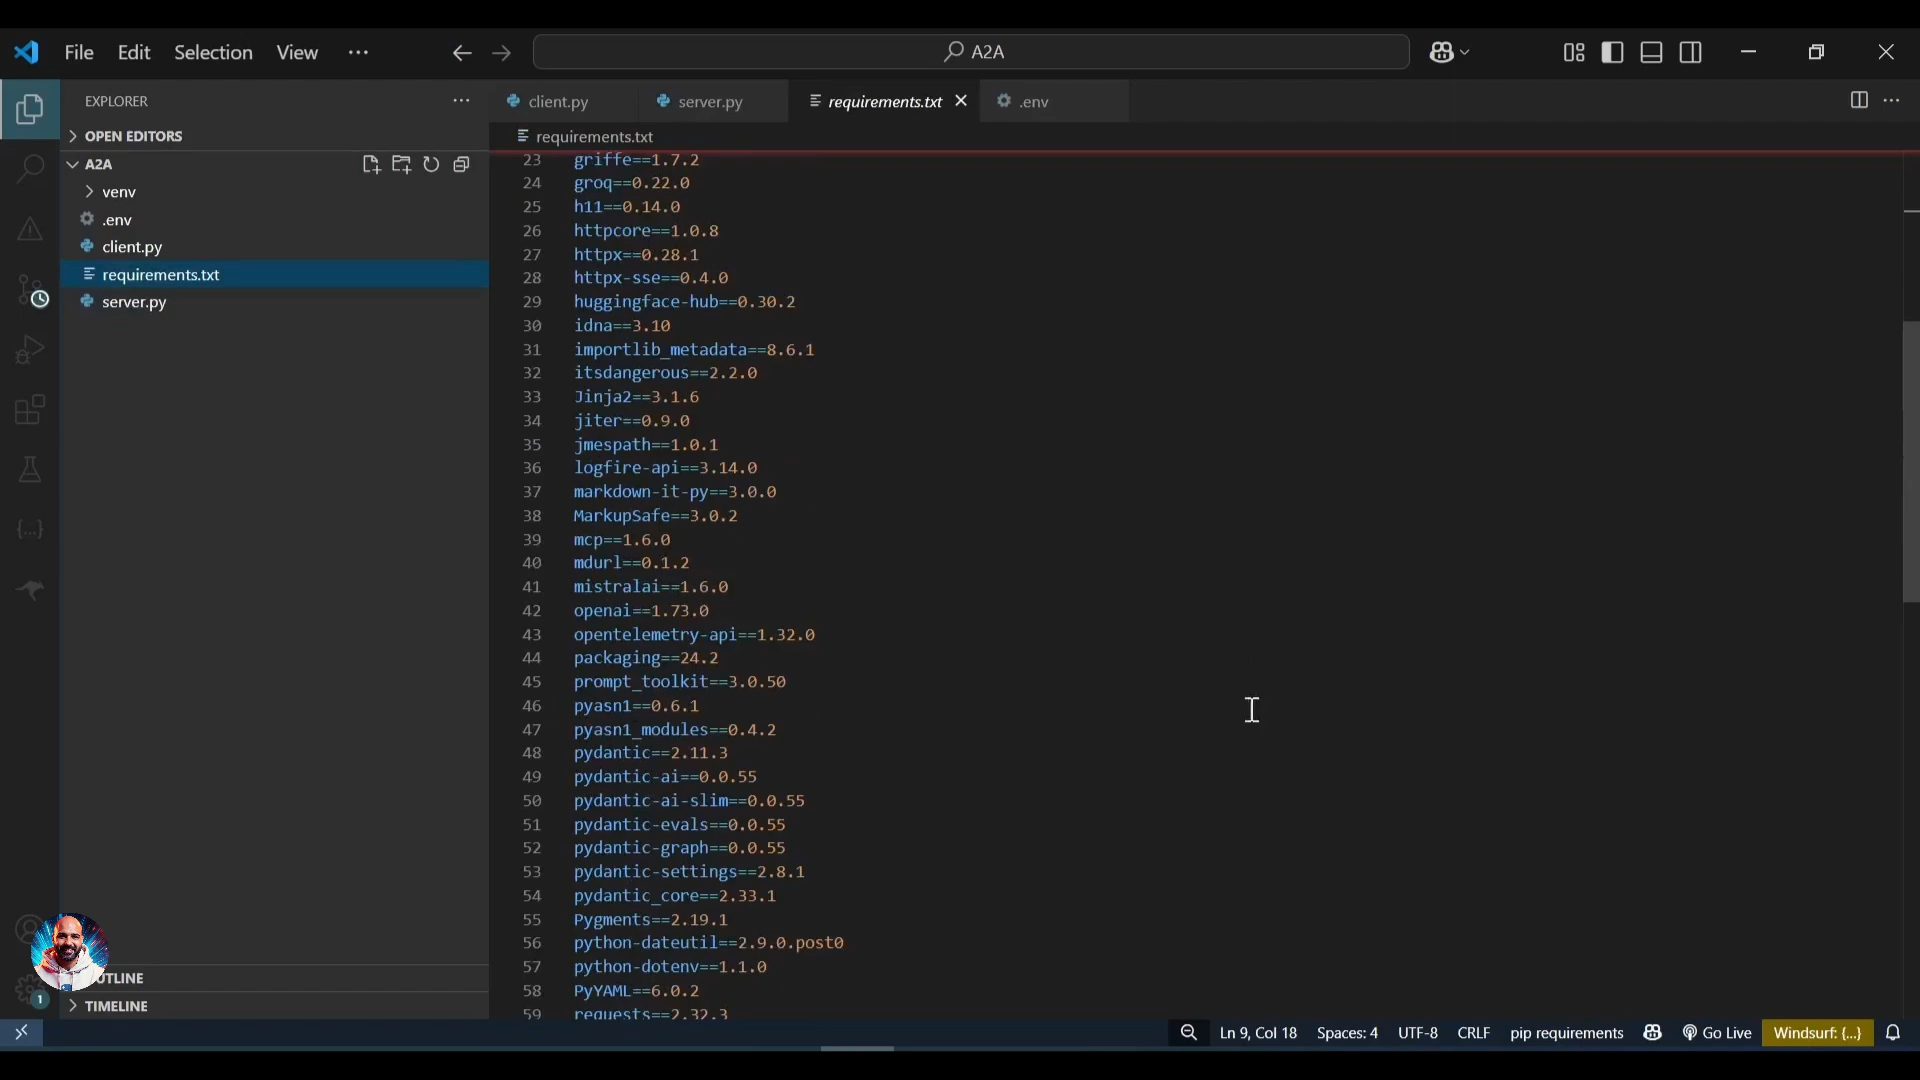 File Edit Selection View ···
A2A
EXPLORER
OPEN EDITORS
A2A
venv
.env
client.py
requirements.txt
server.py
OUTLINE
TIMELINE
1
client.py
server.py
requirements.txt
.env
requirements.txt
23 griffe==1.7.2
24 groq==0.22.0
25 h11==0.14.0
26 httpcore==1.0.8
27 httpx==0.28.1
28 httpx-sse==0.4.0
29 huggingface-hub==0.30.2
30 idna==3.10
31 importlib_metadata==8.6.1
32 itsdangerous==2.2.0
33 Jinja2==3.1.6
34 jiter==0.9.0
35 jmespath==1.0.1
36 logfire-api==3.14.0
37 markdown-it-py==3.0.0
38 MarkupSafe==3.0.2
39 mcp==1.6.0
40 mdurl==0.1.2
41 mistralai==1.6.0
42 openai==1.73.0
43 opentelemetry-api==1.32.0
44 packaging==24.2
45 prompt_toolkit==3.0.50
46 pyasn1==0.6.1
47 pyasn1_modules==0.4.2
48 pydantic==2.11.3
49 pydantic-ai==0.0.55
50 pydantic-ai-slim==0.0.55
51 pydantic-evals==0.0.55
52 pydantic-graph==0.0.55
53 pydantic-settings==2.8.1
54 pydantic_core==2.33.1
55 Pygments==2.19.1
56 python-dateutil==2.9.0.post0
57 python-dotenv==1.1.0
58 PyYAML==6.0.2
59 requests==2.32.3
Ln 9, Col 18 Spaces: 4 UTF-8 CRLF pip requirements Go Live Windsurf: {...}